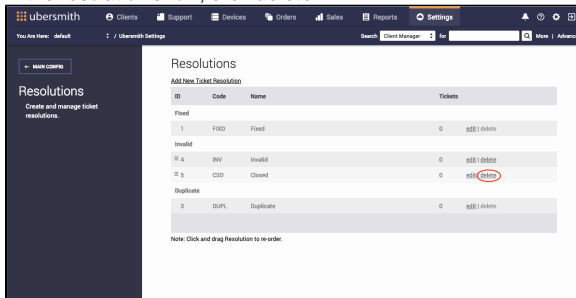 ubersmith Clients Support Devices Orders Sales Reports Settings
You Are Here: default / Ubersmith Settings Search Client Manager for More | Advanc
← MAIN CONFIG
Resolutions
Create and manage ticket
resolutions.
Resolutions
Add New Ticket Resolution
ID Code Name Tickets
Fixed
1 FIXD Fixed 0 edit | delete
Invalid
4 INV Invalid 0 edit | delete
5 CSD Closed 0 edit | delete
Duplicate
3 DUPL Duplicate 0 edit | delete
Note: Click and drag Resolution to re-order.